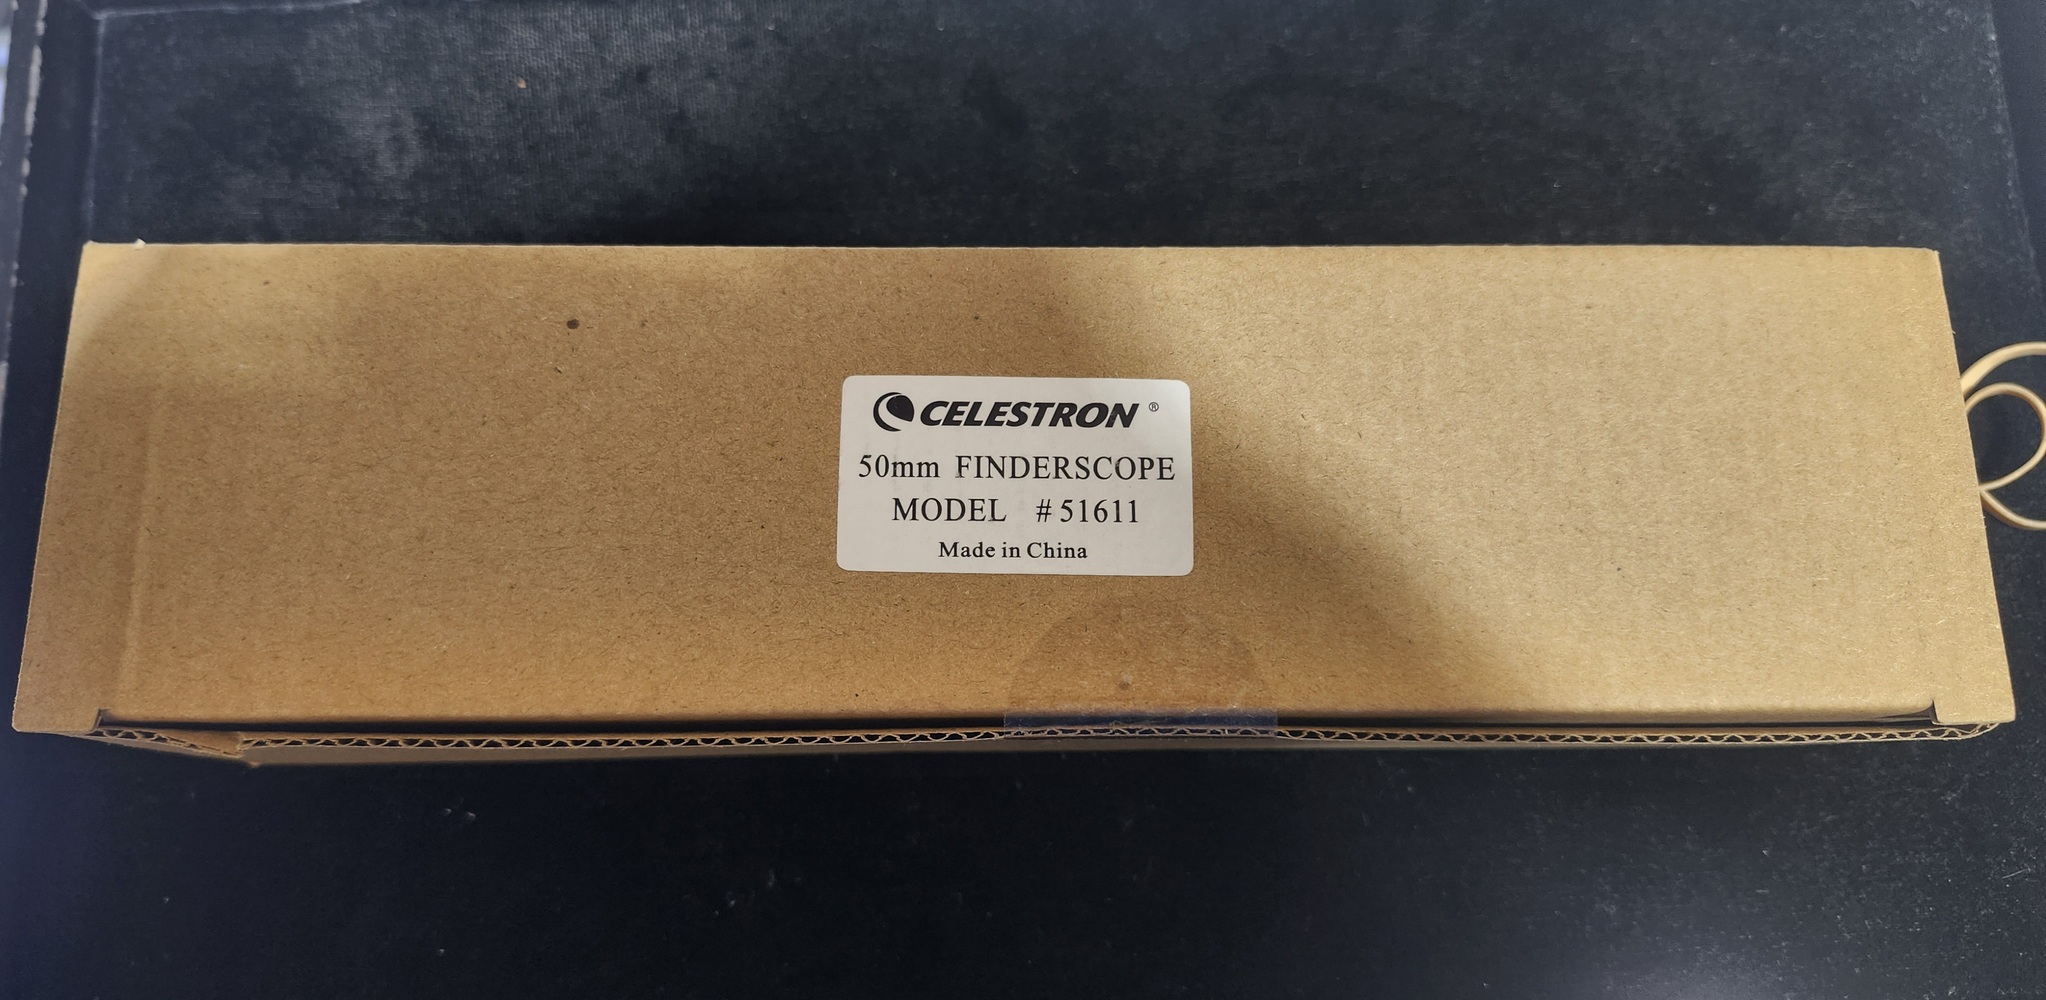 CELESTRON ®
50mm FINDERSCOPE
MODEL #51611
Made in China